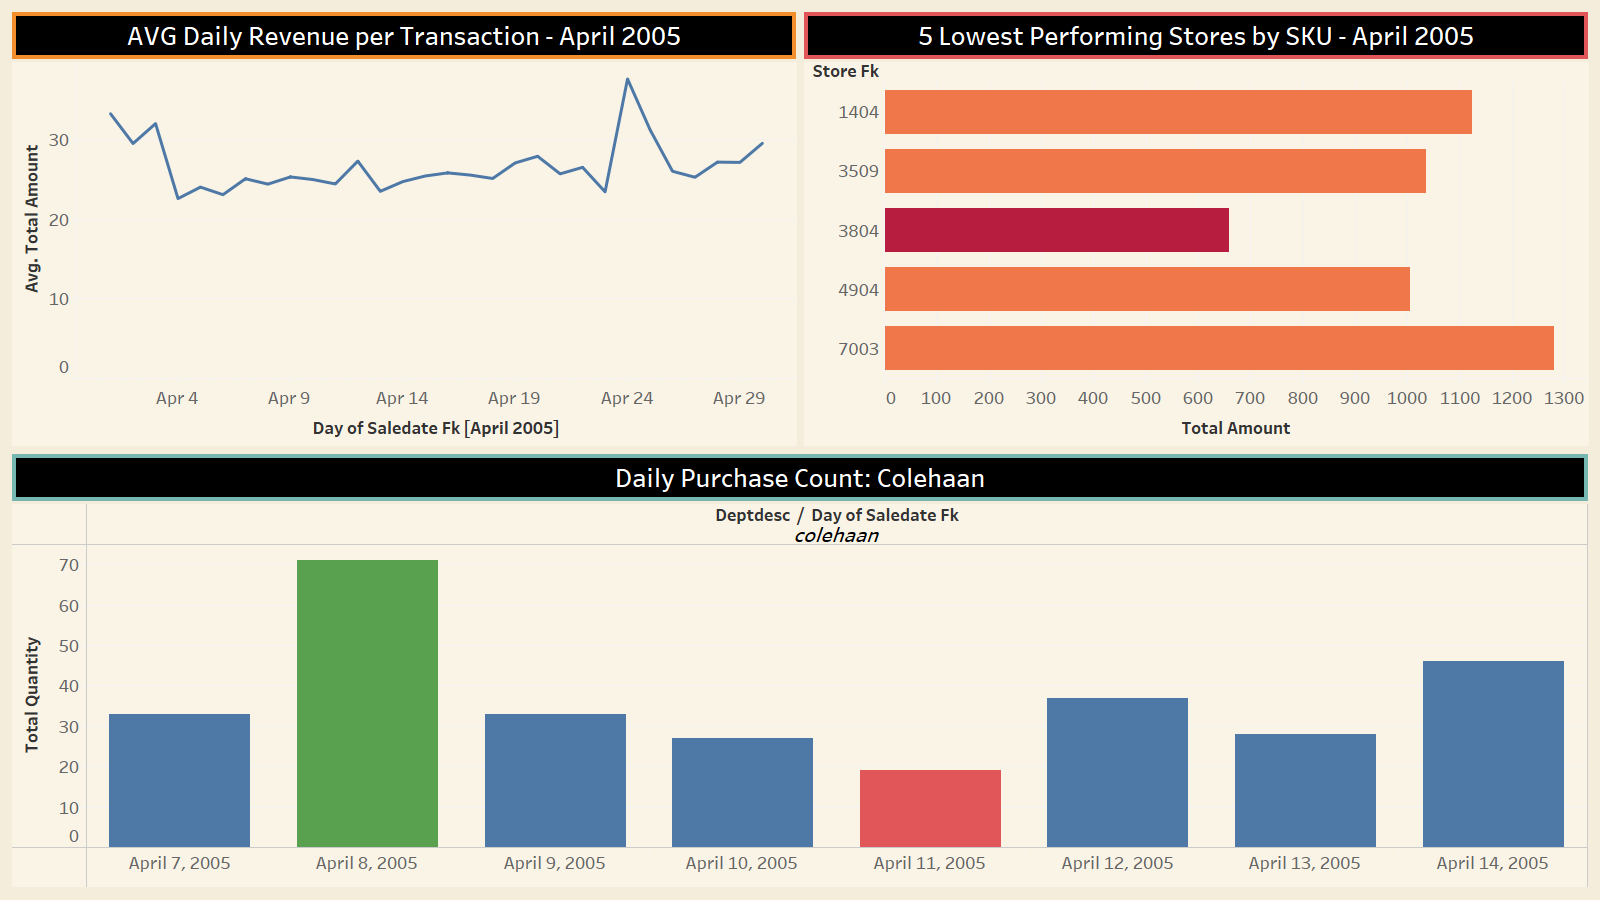 AVG Daily Revenue per Transaction - April 2005
Avg. Total Amount
30
20
10
0
Apr 4 Apr 9 Apr 14 Apr 19 Apr 24 Apr 29
Day of Saledate Fk [April 2005]
5 Lowest Performing Stores by SKU - April 2005
Store Fk
1404
3509
3804
4904
7003
0 100 200 300 400 500 600 700 800 900 1000 1100 1200 1300
Total Amount
Daily Purchase Count: Colehaan
Deptdesc / Day of Saledate Fk
colehaan
Total Quantity
70
60
50
40
30
20
10
0
April 7, 2005 April 8, 2005 April 9, 2005 April 10, 2005 April 11, 2005 April 12, 2005 April 13, 2005 April 14, 2005